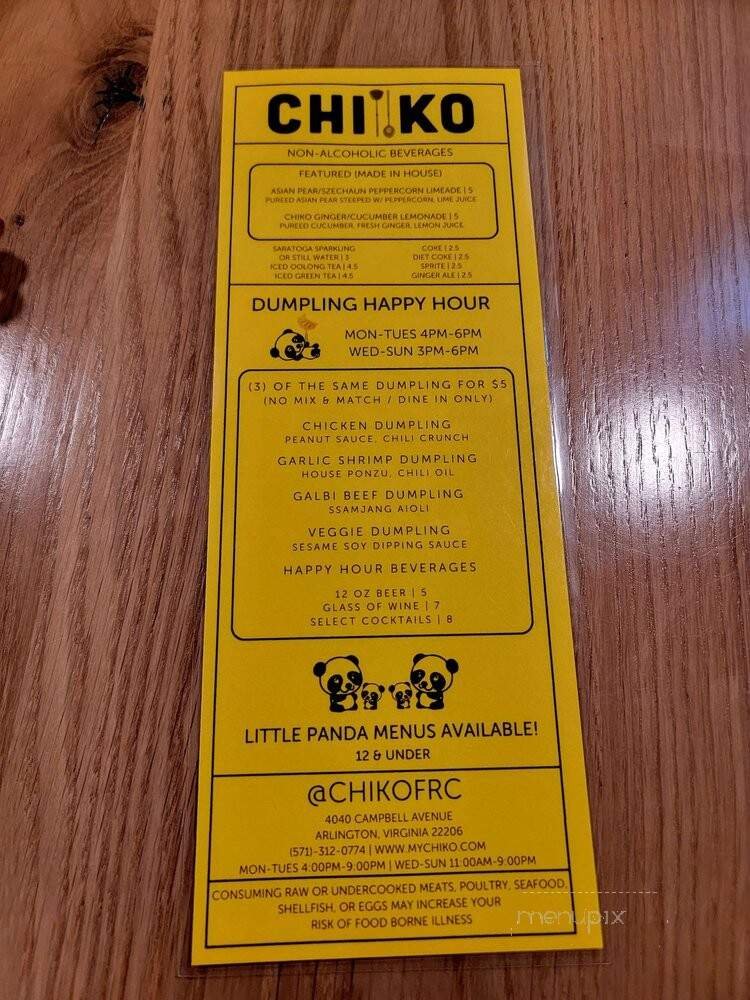 CHIKO
NON-ALCOHOLIC BEVERAGES
FEATURED (MADE IN HOUSE)
ASIAN PEAR/SZECHAUN PEPPERCORN LIMEADE | 5
PUREED ASIAN PEAR STEEPED W/ PEPPERCORN, LIME JUICE
CHIKO GINGER/CUCUMBER LEMONADE | 5
PUREED CUCUMBER, FRESH GINGER, LEMON JUICE
SARATOGA SPARKLING
OR STILL WATER | 3
ICED OOLONG TEA | 4.5
ICED GREEN TEA | 4.5
COKE | 2.5
DIET COKE | 2.5
SPRITE | 2.5
GINGER ALE | 2.5
DUMPLING HAPPY HOUR
MON-TUES 4PM-6PM
WED-SUN 3PM-6PM
(3) OF THE SAME DUMPLING FOR $5
(NO MIX & MATCH / DINE IN ONLY)
CHICKEN DUMPLING
PEANUT SAUCE, CHILI CRUNCH
GARLIC SHRIMP DUMPLING
HOUSE PONZU, CHILI OIL
GALBI BEEF DUMPLING
SSAMJANG AIOLI
VEGGIE DUMPLING
SESAME SOY DIPPING SAUCE
HAPPY HOUR BEVERAGES
12 OZ BEER | 5
GLASS OF WINE | 7
SELECT COCKTAILS | 8
LITTLE PANDA MENUS AVAILABLE!
12 & UNDER
@CHIKOFRC
4040 CAMPBELL AVENUE
ARLINGTON, VIRGINIA 22206
(571)-312-0774 | WWW.MYCHIKO.COM
MON-TUES 4:00PM-9:00PM | WED-SUN 11:00AM-9:00PM
CONSUMING RAW OR UNDERCOOKED MEATS, POULTRY, SEAFOOD,
SHELLFISH, OR EGGS MAY INCREASE YOUR
RISK OF FOOD BORNE ILLNESS
menupix